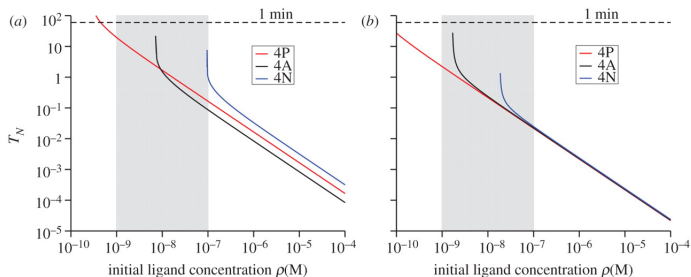 (a)
1 min
10²
10
1
10⁻¹
10⁻²
10⁻³
10⁻⁴
10⁻⁵
T_N
4P
4A
4N
10⁻¹⁰ 10⁻⁹ 10⁻⁸ 10⁻⁷ 10⁻⁶ 10⁻⁵ 10⁻⁴
initial ligand concentration ρ(M)
(b)
1 min
4P
4A
4N
10⁻¹⁰ 10⁻⁹ 10⁻⁸ 10⁻⁷ 10⁻⁶ 10⁻⁵ 10⁻⁴
initial ligand concentration ρ(M)